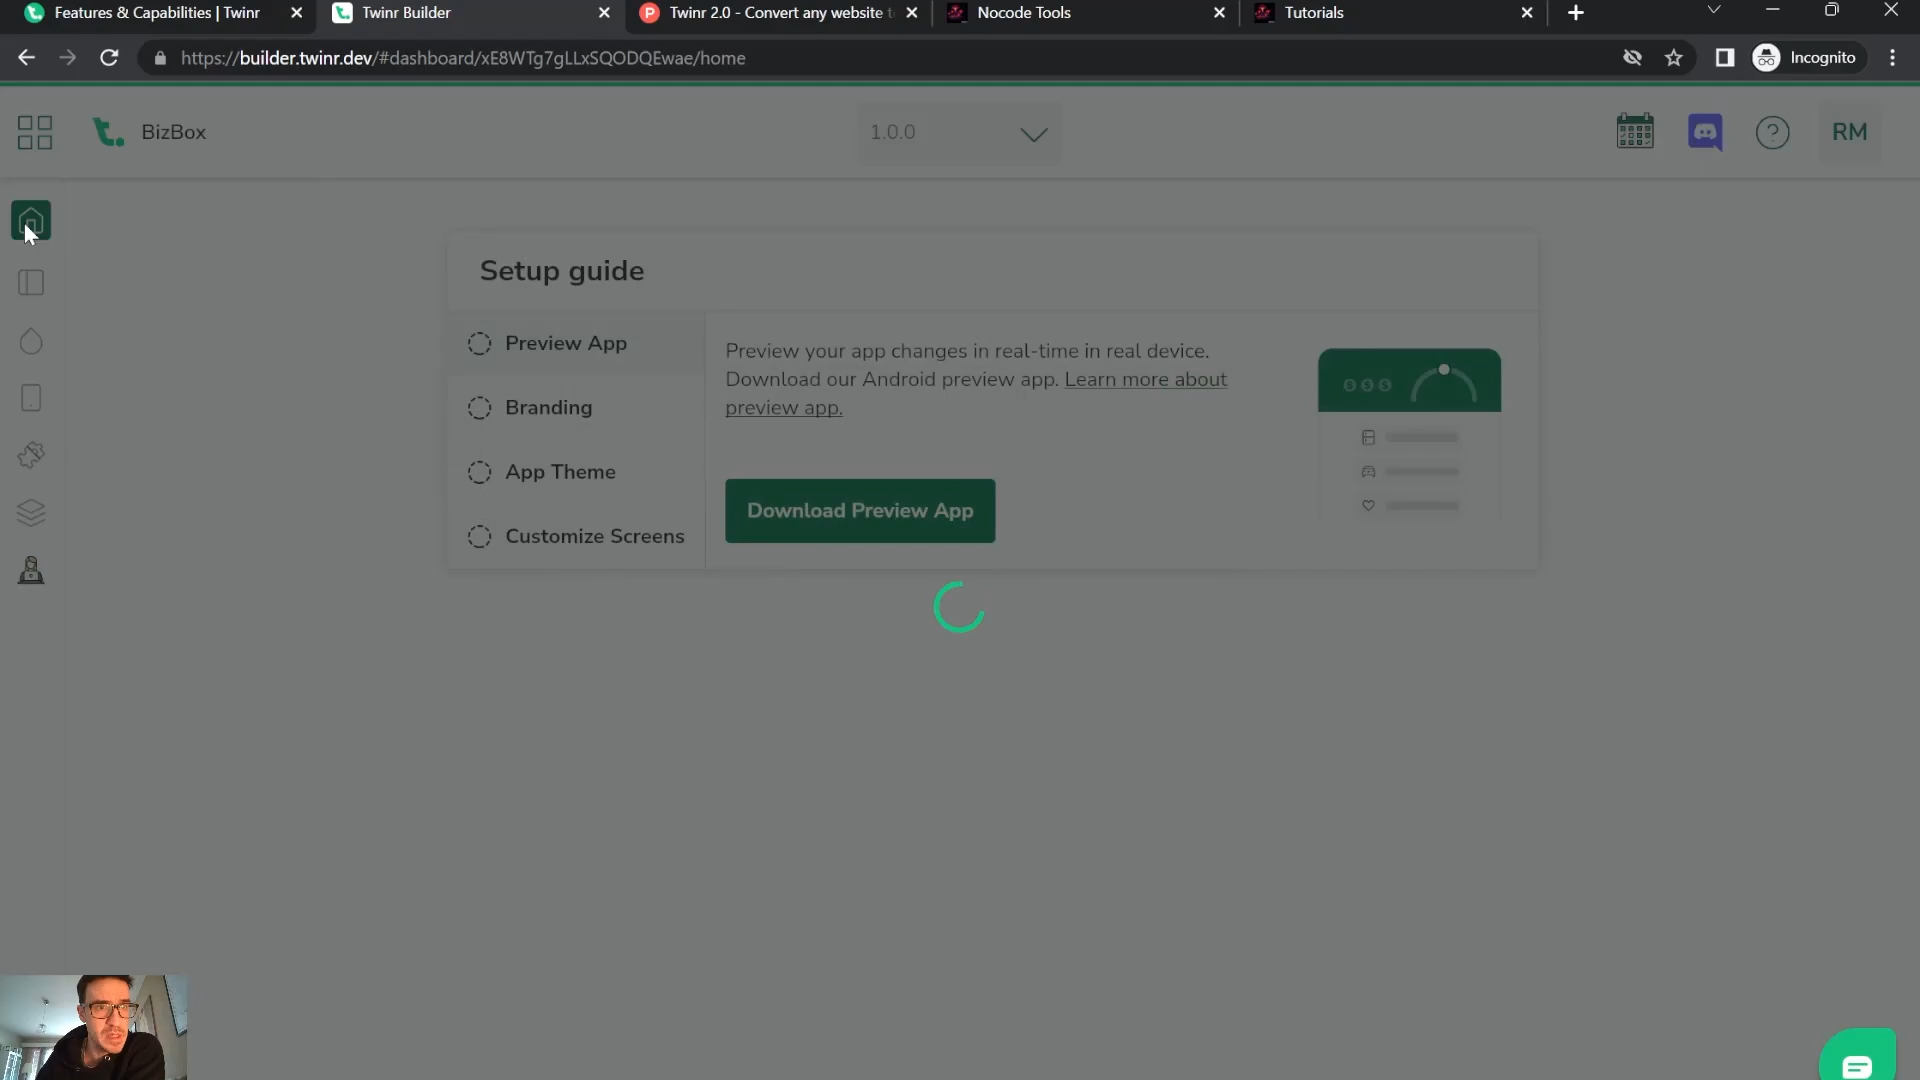 Features & Capabilities | Twinr
Twinr Builder
Twinr 2.0 - Convert any website t
Nocode Tools
Tutorials
https://builder.twinr.dev/#dashboard/xE8WTg7gLLxSQODQEwae/home
Incognito
BizBox
1.0.0
RM
Setup guide
Preview App
Branding
App Theme
Customize Screens
Preview your app changes in real-time in real device.
Download our Android preview app. Learn more about
preview app.
Download Preview App